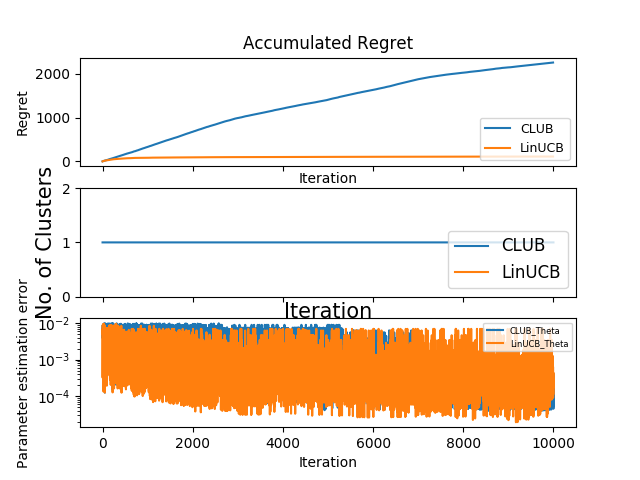 Accumulated Regret
Regret
2000
1000
0
CLUB
LinUCB
Iteration
No. of Clusters
2
1
0
CLUB
LinUCB
Iteration
Parameter estimation error
10⁻²
10⁻³
10⁻⁴
CLUB_Theta
LinUCB_Theta
0 2000 4000 6000 8000 10000
Iteration